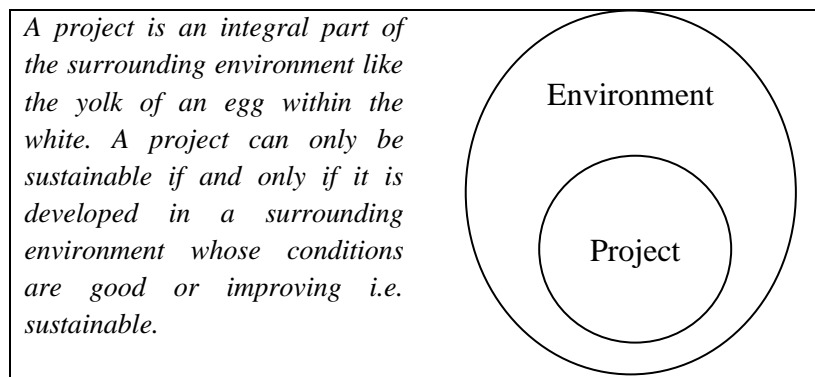 A project is an integral part of
the surrounding environment like
the yolk of an egg within the
white. A project can only be
sustainable if and only if it is
developed in a surrounding
environment whose conditions
are good or improving i.e.
sustainable.
Environment
Project